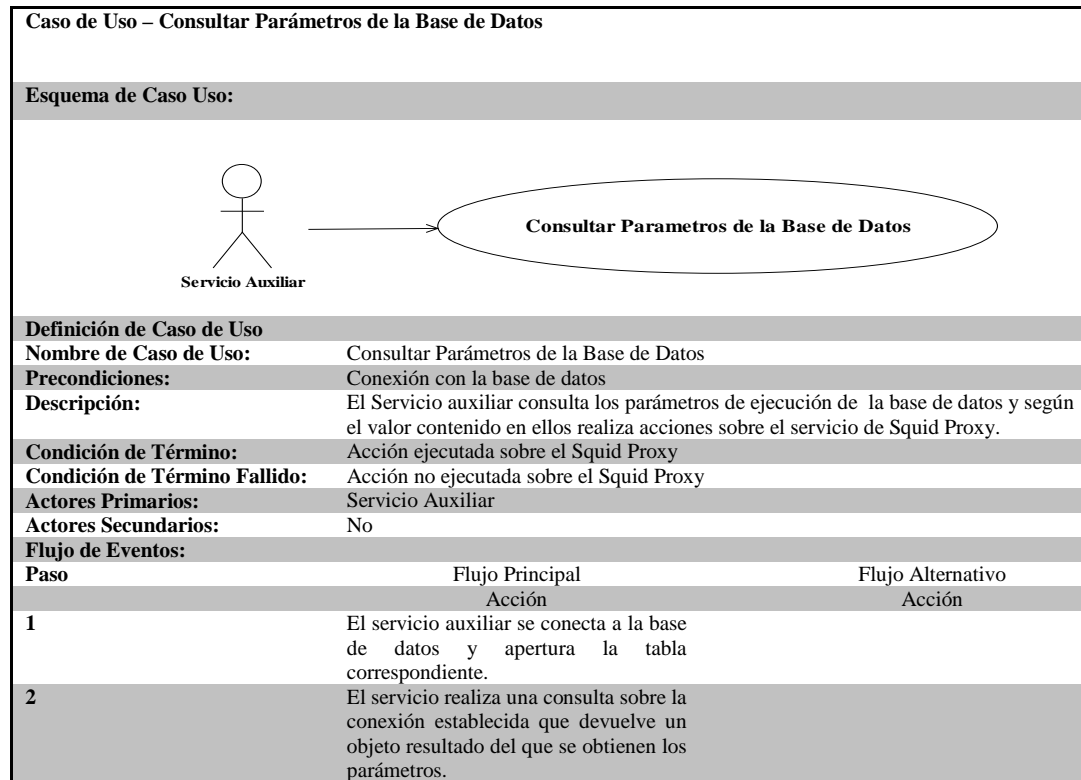 Caso de Uso – Consultar Parámetros de la Base de Datos
Esquema de Caso Uso:
Consultar Parametros de la Base de Datos
Servicio Auxiliar
Definición de Caso de Uso
Nombre de Caso de Uso: Consultar Parámetros de la Base de Datos
Precondiciones: Conexión con la base de datos
Descripción: El Servicio auxiliar consulta los parámetros de ejecución de la base de datos y según
el valor contenido en ellos realiza acciones sobre el servicio de Squid Proxy.
Condición de Término: Acción ejecutada sobre el Squid Proxy
Condición de Término Fallido: Acción no ejecutada sobre el Squid Proxy
Actores Primarios: Servicio Auxiliar
Actores Secundarios: No
Flujo de Eventos:
Paso Flujo Principal Flujo Alternativo
Acción Acción
1 El servicio auxiliar se conecta a la base
de datos y apertura la tabla
correspondiente.
2 El servicio realiza una consulta sobre la
conexión establecida que devuelve un
objeto resultado del que se obtienen los
parámetros.